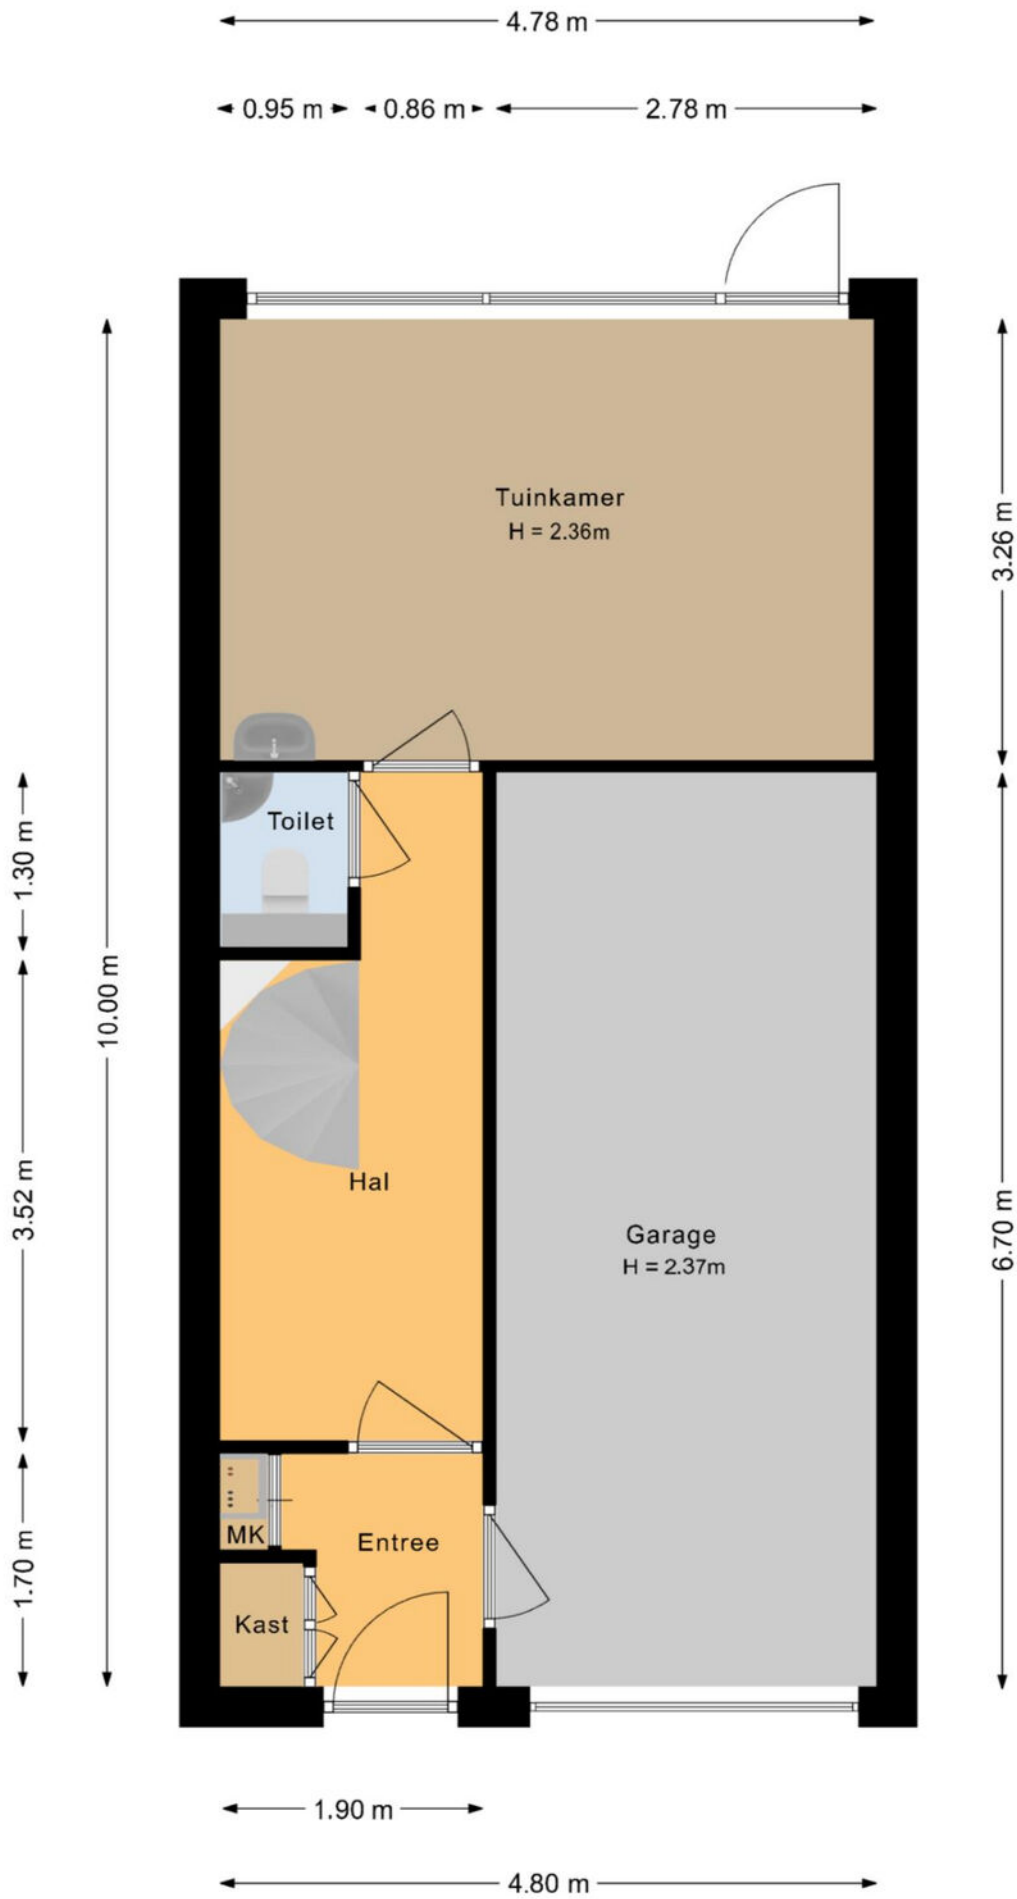 4.78 m
0.95 m
0.86 m
2.78 m
Tuinkamer
H = 2.36m
3.26 m
Toilet
1.30 m
10.00 m
Hal
3.52 m
Garage
H = 2.37m
6.70 m
MK
Entree
1.70 m
Kast
1.90 m
4.80 m